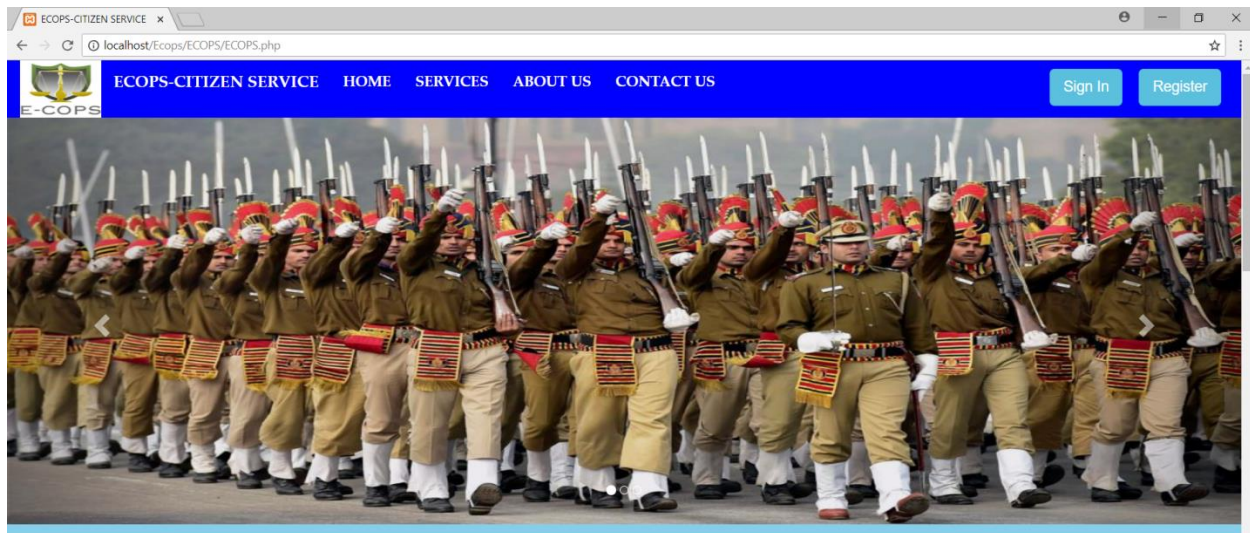 ECOPS-CITIZEN SERVICE
localhost/Ecops/ECOPS/ECOPS.php
E-COPS
ECOPS-CITIZEN SERVICE HOME SERVICES ABOUT US CONTACT US Sign In Register